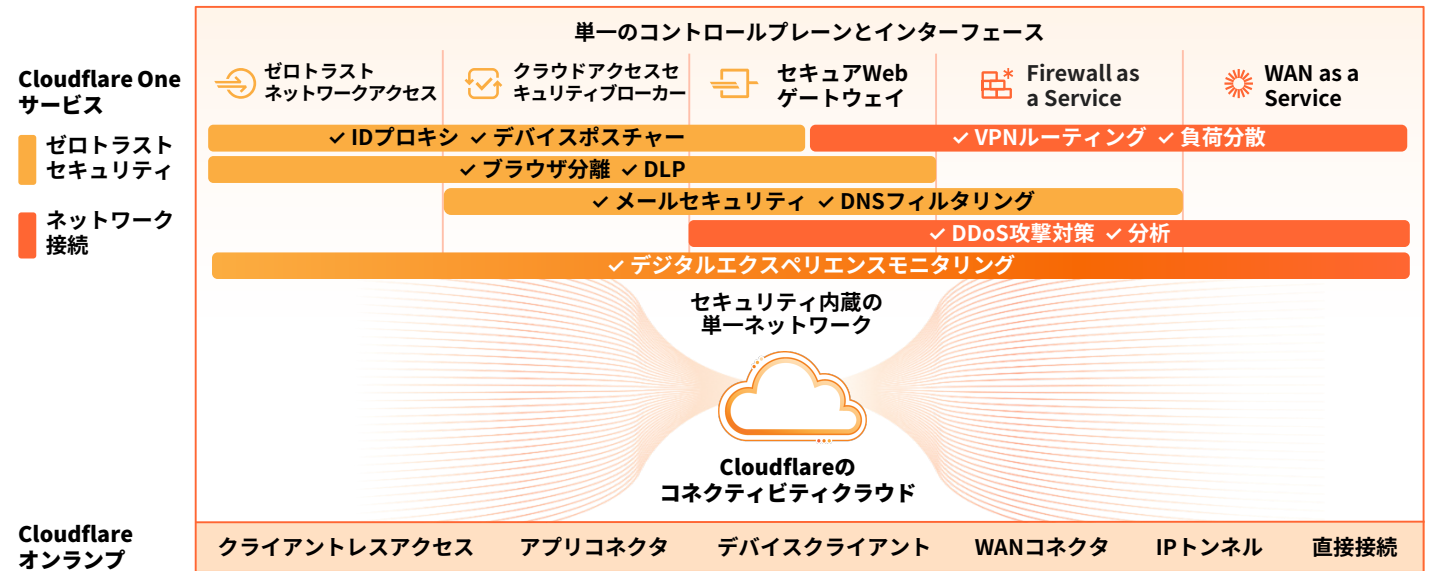 単一のコントロールプレーンとインターフェース
Cloudflare One
サービス
ゼロトラスト
ネットワークアクセス
クラウドアクセスセ
キュリティブローカー
セキュアWeb
ゲートウェイ
Firewall as
a Service
WAN as a
Service
ゼロトラスト
セキュリティ
ネットワーク
接続
✓ IDプロキシ ✓ デバイスポスチャー
✓ VPNルーティング ✓ 負荷分散
✓ ブラウザ分離 ✓ DLP
✓ メールセキュリティ ✓ DNSフィルタリング
✓ DDoS攻撃対策 ✓ 分析
✓ デジタルエクスペリエンスモニタリング
セキュリティ内蔵の
単一ネットワーク
Cloudflareの
コネクティビティクラウド
Cloudflare
オンランプ
クライアントレスアクセス
アプリコネクタ
デバイスクライアント
WANコネクタ
IPトンネル
直接接続